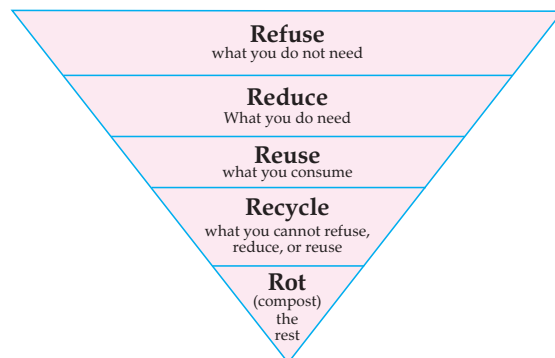 Refuse
what you do not need
Reduce
What you do need
Reuse
what you consume
Recycle
what you cannot refuse,
reduce, or reuse
Rot
(compost)
the
rest